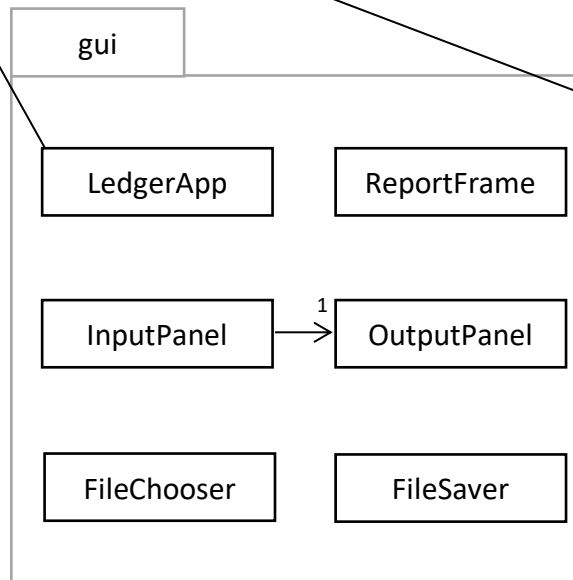 gui
LedgerApp
ReportFrame
InputPanel
1
OutputPanel
FileChooser
FileSaver